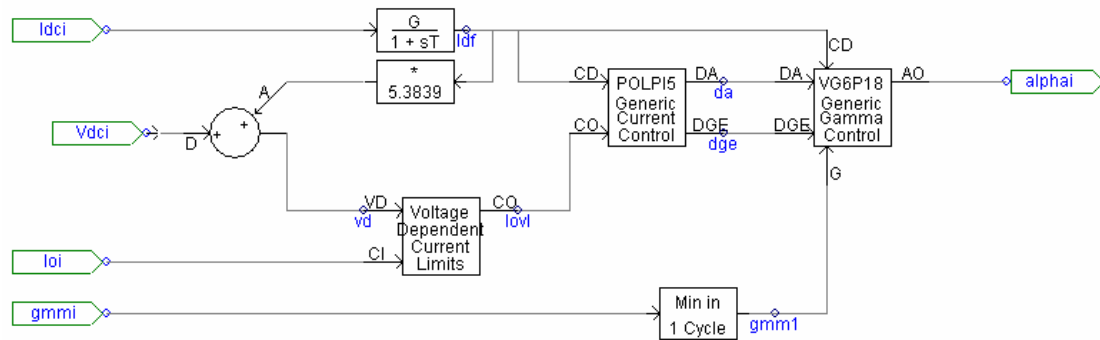 Idci
G
1 + sT
Idf
*
5.3839
A
Vdci
+
+
D
CD
CO
POLPI5
Generic
Current
Control
DA
da
DGE
dge
CD
DA
DGE
VG6P18
Generic
Gamma
Control
G
AO
alphai
VD
vd
CI
Voltage
Dependent
Current
Limits
CO
Iovl
Ioi
gmmi
Min in
1 Cycle
gmm1